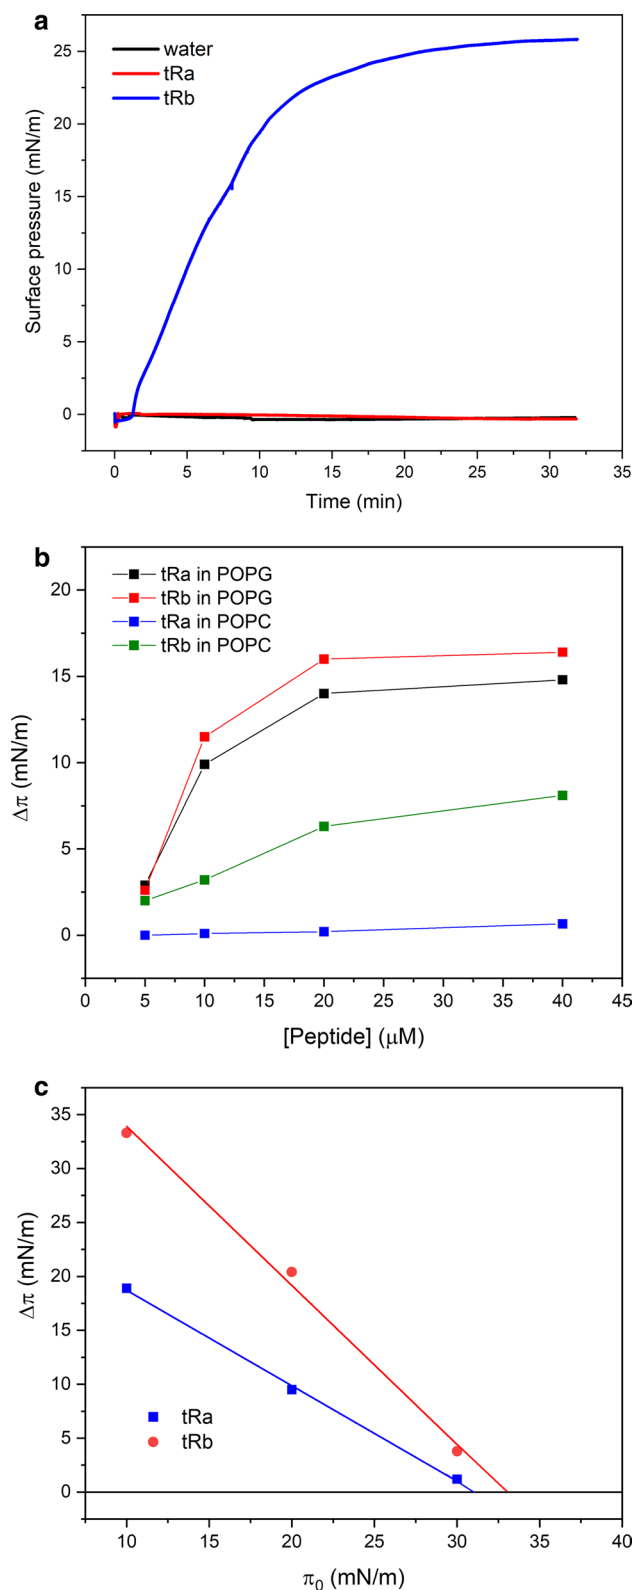 a
water
tRa
tRb
Surface pressure (mN/m)
25
20
15
10
5
0
0 5 10 15 20 25 30 35
Time (min)
b
tRa in POPG
tRb in POPG
tRa in POPC
tRb in POPC
Δπ (mN/m)
20
15
10
5
0
0 5 10 15 20 25 30 35 40 45
[Peptide] (μM)
c
Δπ (mN/m)
35
30
25
20
15
10
5
0
tRa
tRb
10 15 20 25 30 35 40
π₀ (mN/m)